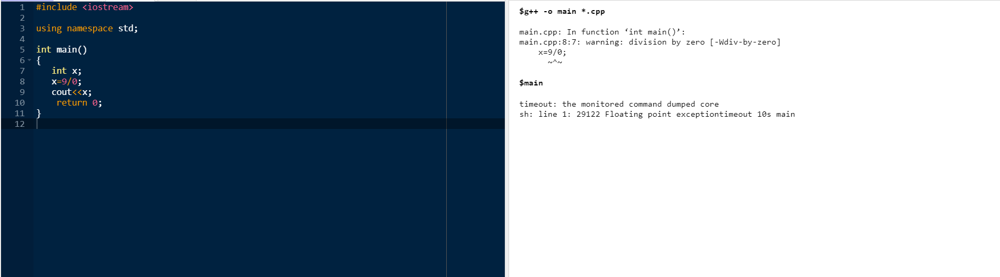 1 #include <iostream>
2
3 using namespace std;
4
5 int main()
6 {
7 int x;
8 x=9/0;
9 cout<<x;
10 return 0;
11 }
12
$g++ -o main *.cpp
main.cpp: In function ‘int main()’:
main.cpp:8:7: warning: division by zero [-Wdiv-by-zero]
x=9/0;
~^~
$main
timeout: the monitored command dumped core
sh: line 1: 29122 Floating point exceptiontimeout 10s main